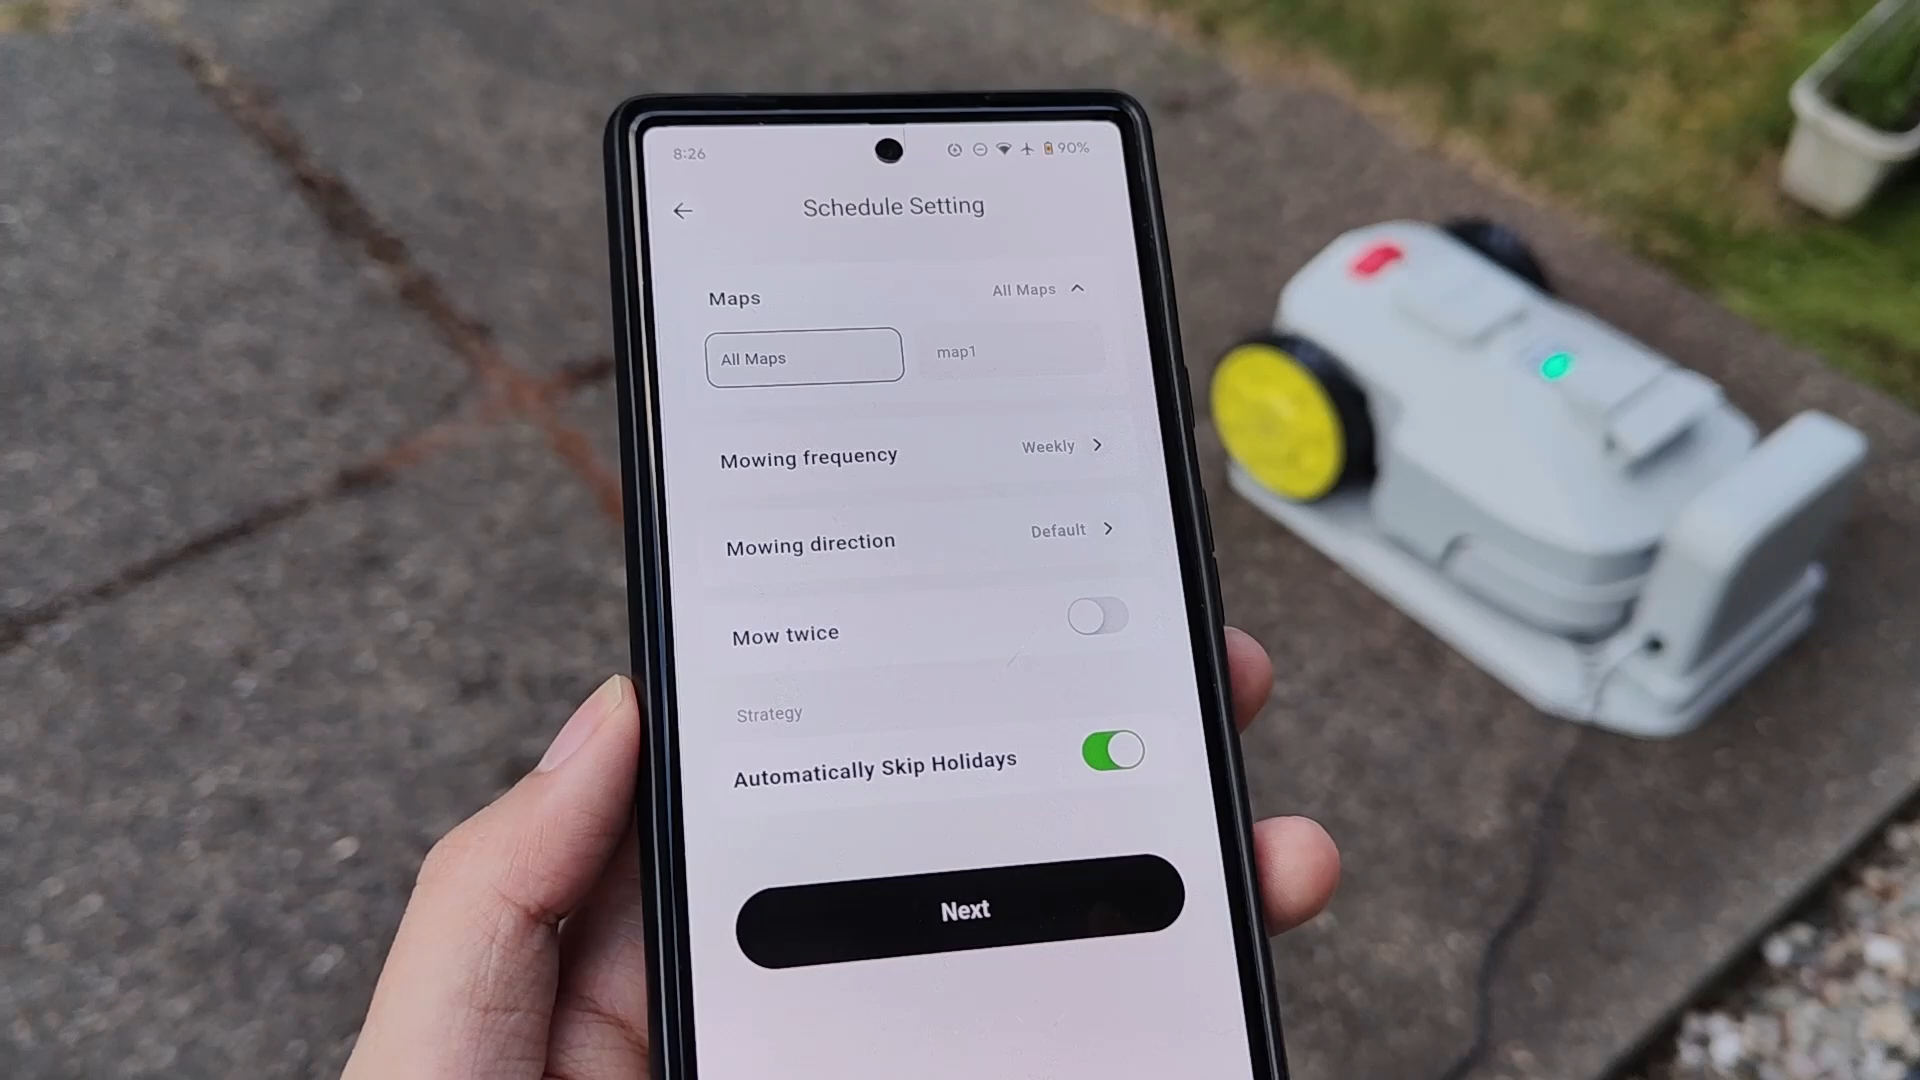 8:26 90%
Schedule Setting
Maps All Maps
All Maps map1
Mowing frequency Weekly
Mowing direction Default
Mow twice
Strategy
Automatically Skip Holidays
Next